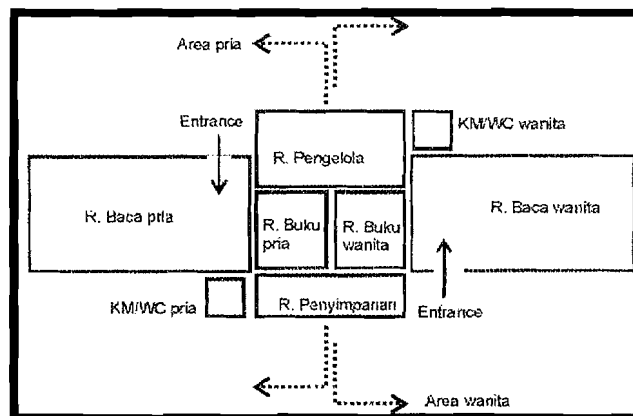 Area pria
Entrance
KM/WC wanita
R. Pengelola
R. Baca pria
R. Buku
pria
R. Buku
wanita
R. Baca wanita
KM/WC pria
R. Penyimpanan
Entrance
Area wanita